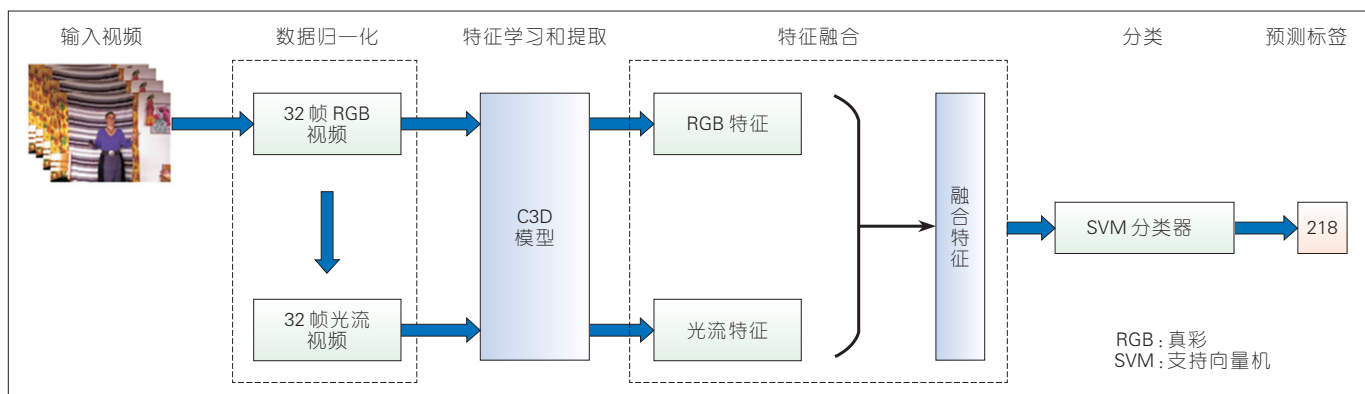 输入视频
数据归一化
特征学习和提取
特征融合
分类
预测标签
32 帧 RGB
视频
C3D
模型
RGB 特征
融
合
特
征
SVM 分类器
218
32 帧光流
视频
光流特征
RGB：真彩
SVM：支持向量机